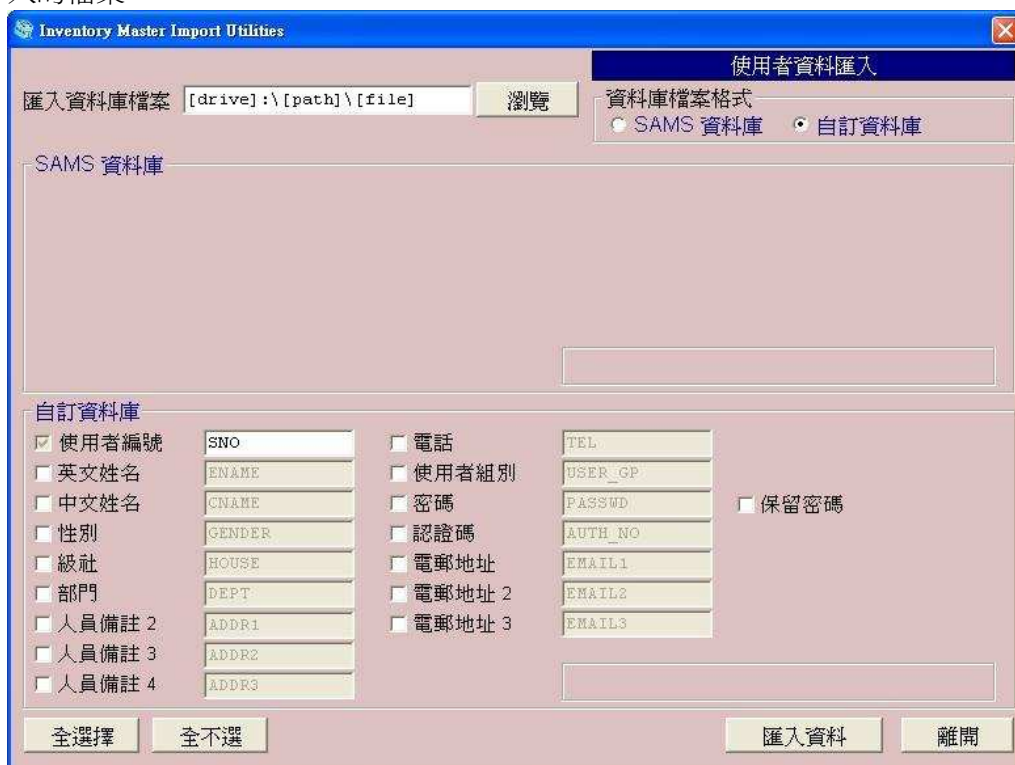 Inventory Master Import Utilities
使用者資料匯入
匯入資料庫檔案 [drive]:\[path]\[file] 瀏覽
資料庫檔案格式
SAMS 資料庫 自訂資料庫
SAMS 資料庫
自訂資料庫
使用者編號 SNO 電話 TEL
英文姓名 ENAME 使用者組別 USER_GP
中文姓名 CNAME 密碼 PASSWD 保留密碼
性別 GENDER 認證碼 AUTH_NO
級社 HOUSE 電郵地址 EMAIL1
部門 DEPT 電郵地址 2 EMAIL2
人員備註 2 ADDR1 電郵地址 3 EMAIL3
人員備註 3 ADDR2
人員備註 4 ADDR3
全選擇 全不選 匯入資料 離開